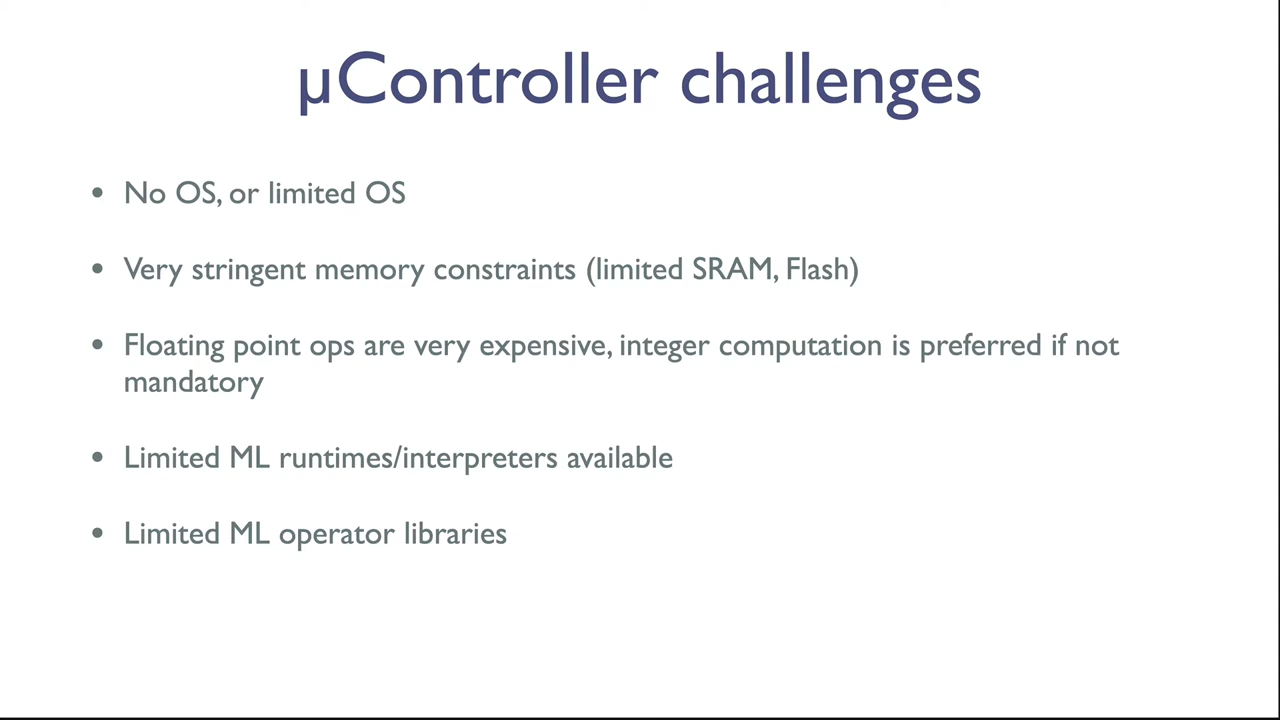 µController challenges
• No OS, or limited OS
• Very stringent memory constraints (limited SRAM, Flash)
• Floating point ops are very expensive, integer computation is preferred if not
mandatory
• Limited ML runtimes/interpreters available
• Limited ML operator libraries